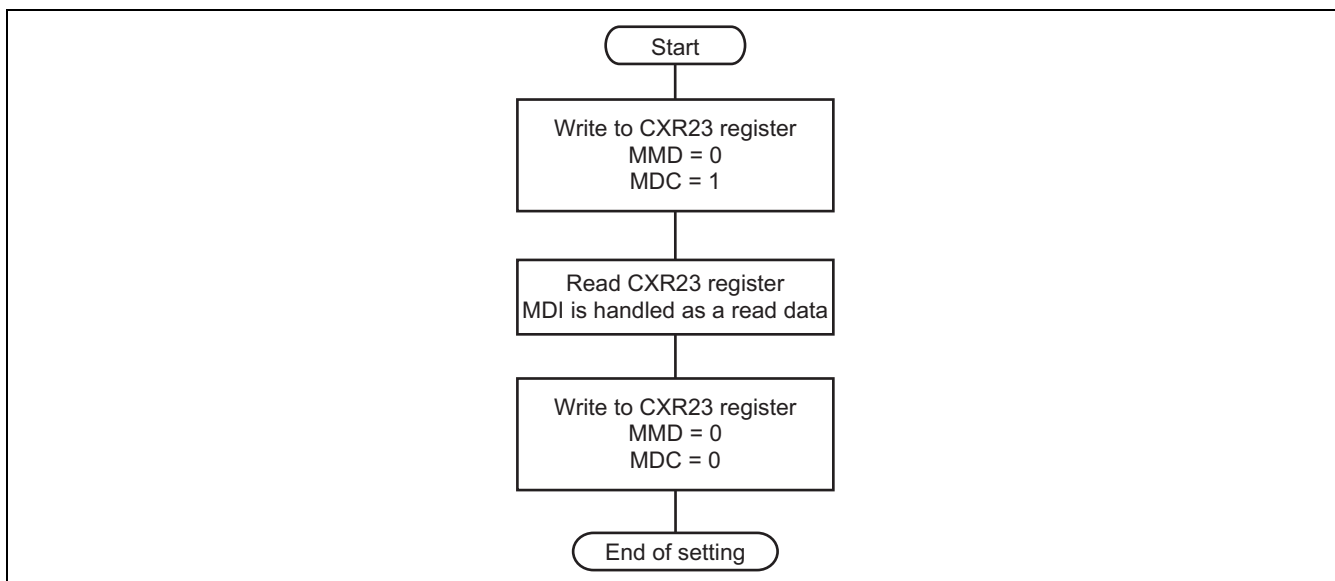 Start
Write to CXR23 register
MMD = 0
MDC = 1
Read CXR23 register
MDI is handled as a read data
Write to CXR23 register
MMD = 0
MDC = 0
End of setting